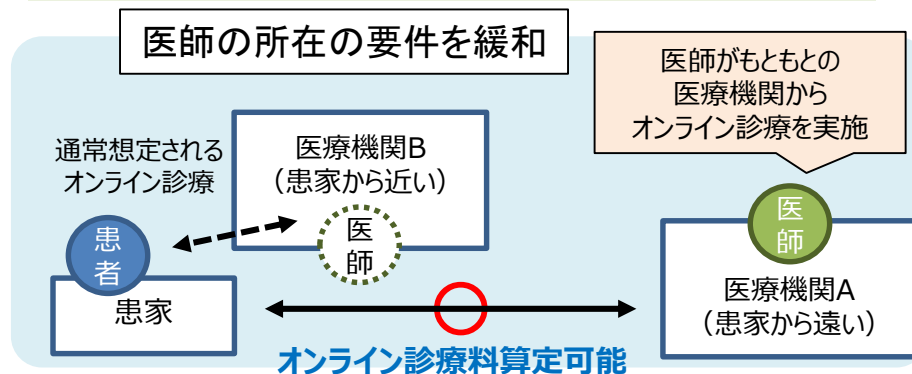 医師の所在の要件を緩和
医師がもともとの
医療機関から
オンライン診療を実施
通常想定される
オンライン診療
医療機関B
（患家から近い）
医
師
患
者
患家
医
師
医療機関A
（患家から遠い）
オンライン診療料算定可能